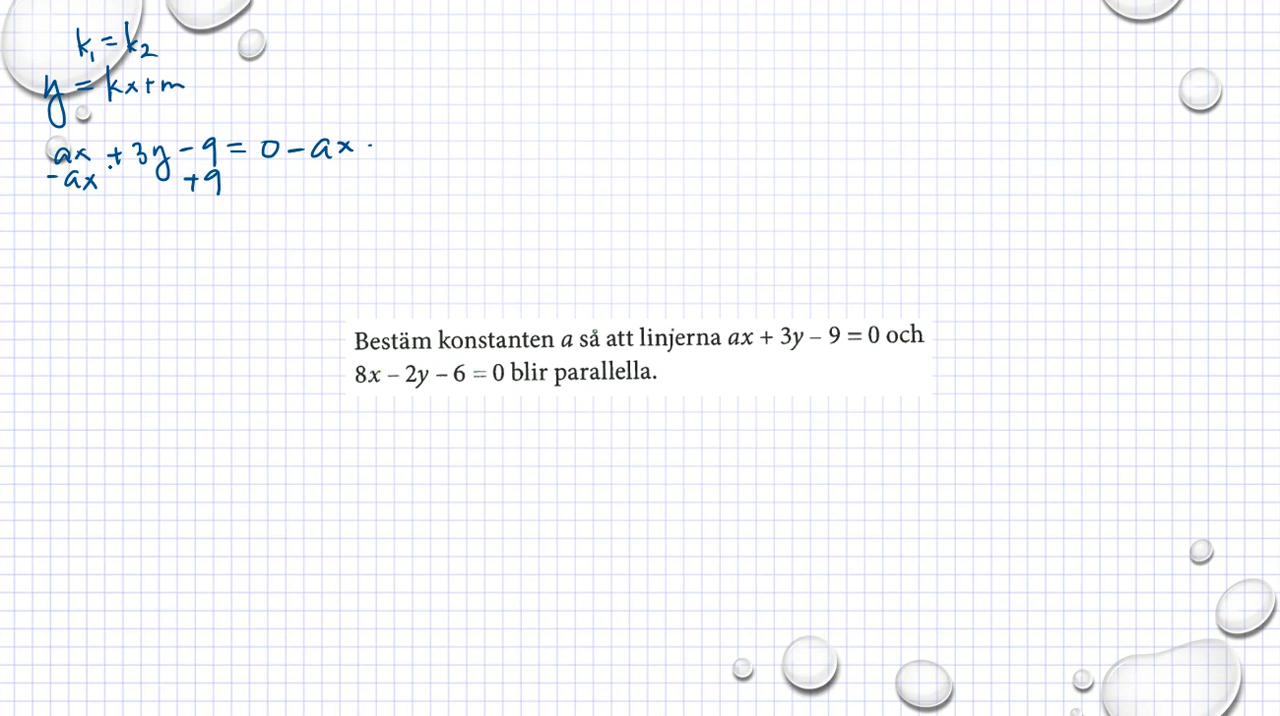 k₁ = k₂
y = kx + m
ax + 3y - 9 = 0 - ax
-ax +9
Bestäm konstanten a så att linjerna ax + 3y – 9 = 0 och
8x – 2y – 6 = 0 blir parallella.